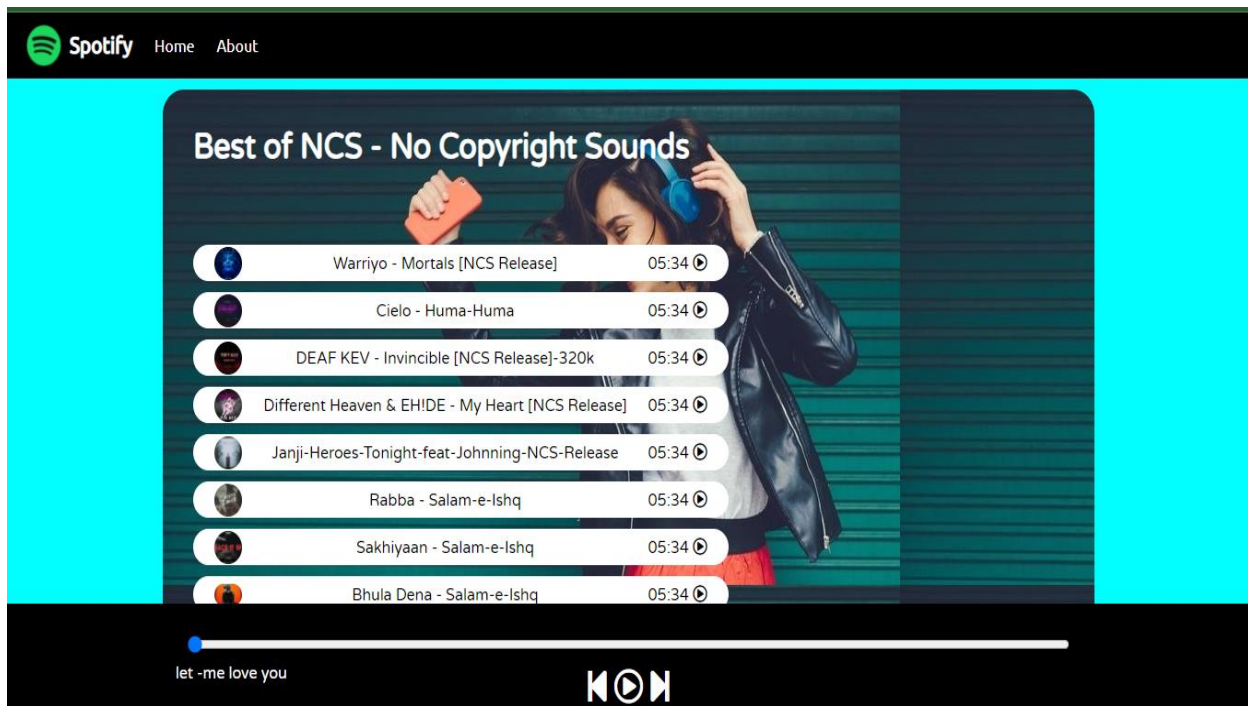 Spotify Home About
Best of NCS - No Copyright Sounds
Warriyo - Mortals [NCS Release] 05:34
Cielo - Huma-Huma 05:34
DEAF KEV - Invincible [NCS Release]-320k 05:34
Different Heaven & EH!DE - My Heart [NCS Release] 05:34
Janji-Heroes-Tonight-feat-Johnning-NCS-Release 05:34
Rabba - Salam-e-Ishq 05:34
Sakhiyaan - Salam-e-Ishq 05:34
Bhula Dena - Salam-e-Ishq 05:34
let -me love you